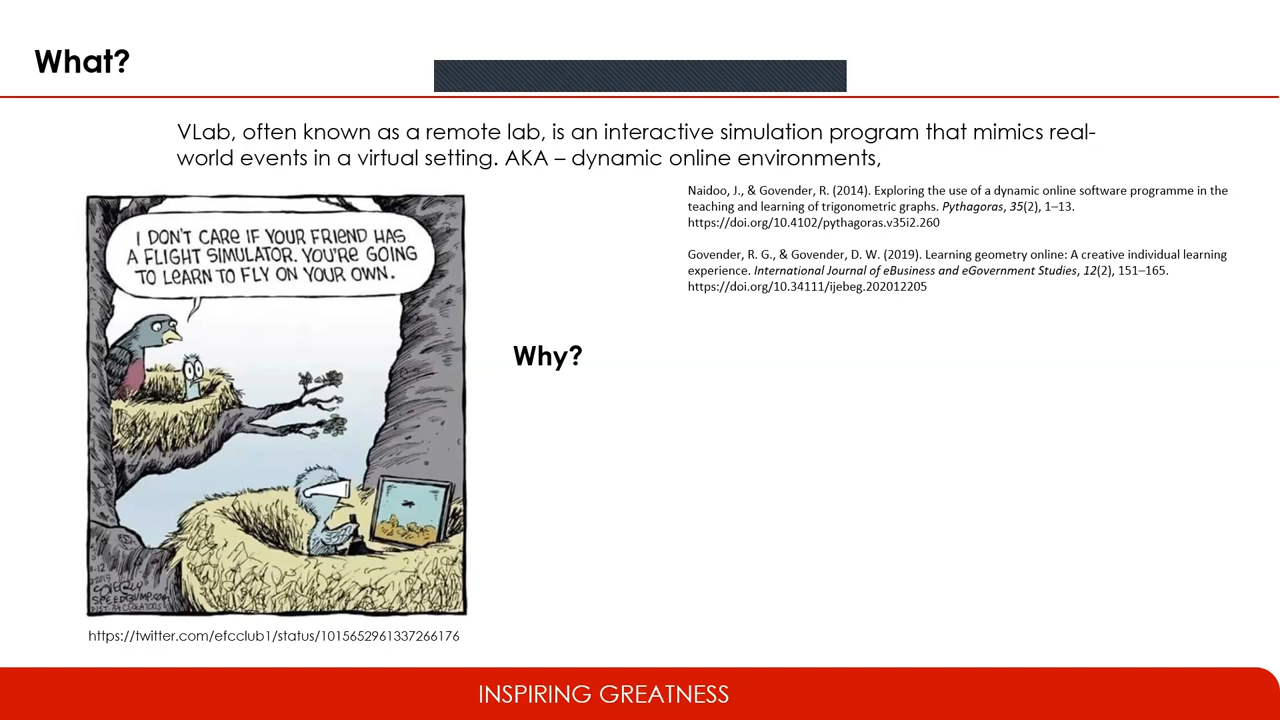 What?
VLab, often known as a remote lab, is an interactive simulation program that mimics real-
world events in a virtual setting. AKA – dynamic online environments,
Naidoo, J., & Govender, R. (2014). Exploring the use of a dynamic online software programme in the
teaching and learning of trigonometric graphs. Pythagoras, 35(2), 1–13.
https://doi.org/10.4102/pythagoras.v35i2.260
Govender, R. G., & Govender, D. W. (2019). Learning geometry online: A creative individual learning
experience. International Journal of eBusiness and eGovernment Studies, 12(2), 151–165.
https://doi.org/10.34111/ijebeg.202012205
I DON'T CARE IF YOUR FRIEND HAS
A FLIGHT SIMULATOR. YOU'RE GOING
TO LEARN TO FLY ON YOUR OWN.
Why?
SPEEDBUMP.COM
https://twitter.com/efcclub1/status/1015652961337266176
INSPIRING GREATNESS